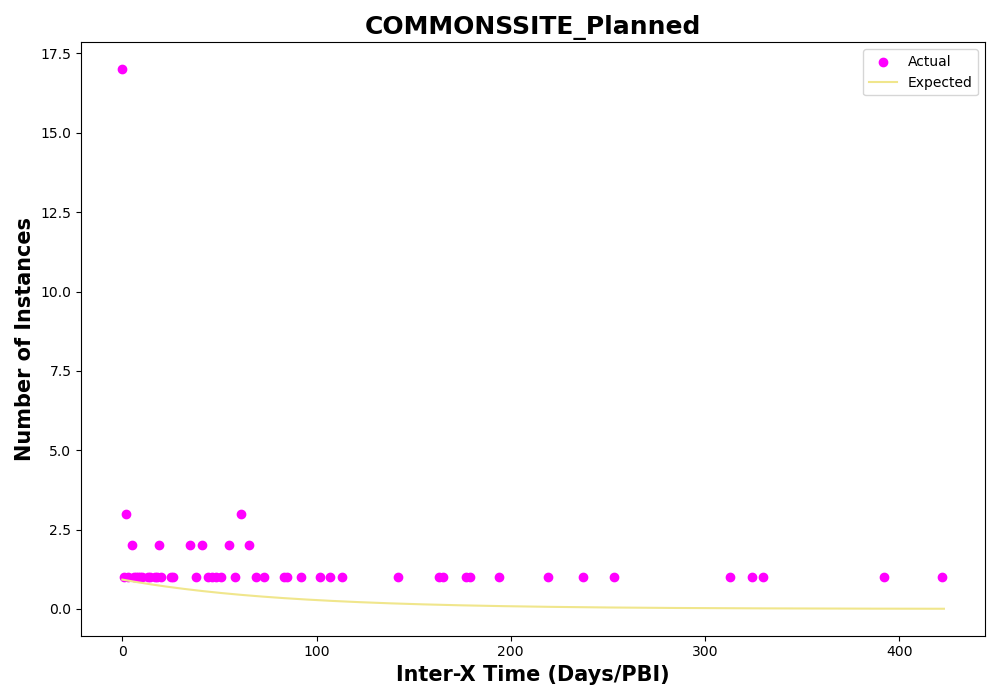 COMMONSSITE_Planned
Actual
Expected
Number of Instances
17.5
15.0
12.5
10.0
7.5
5.0
2.5
0.0
0 100 200 300 400
Inter-X Time (Days/PBI)